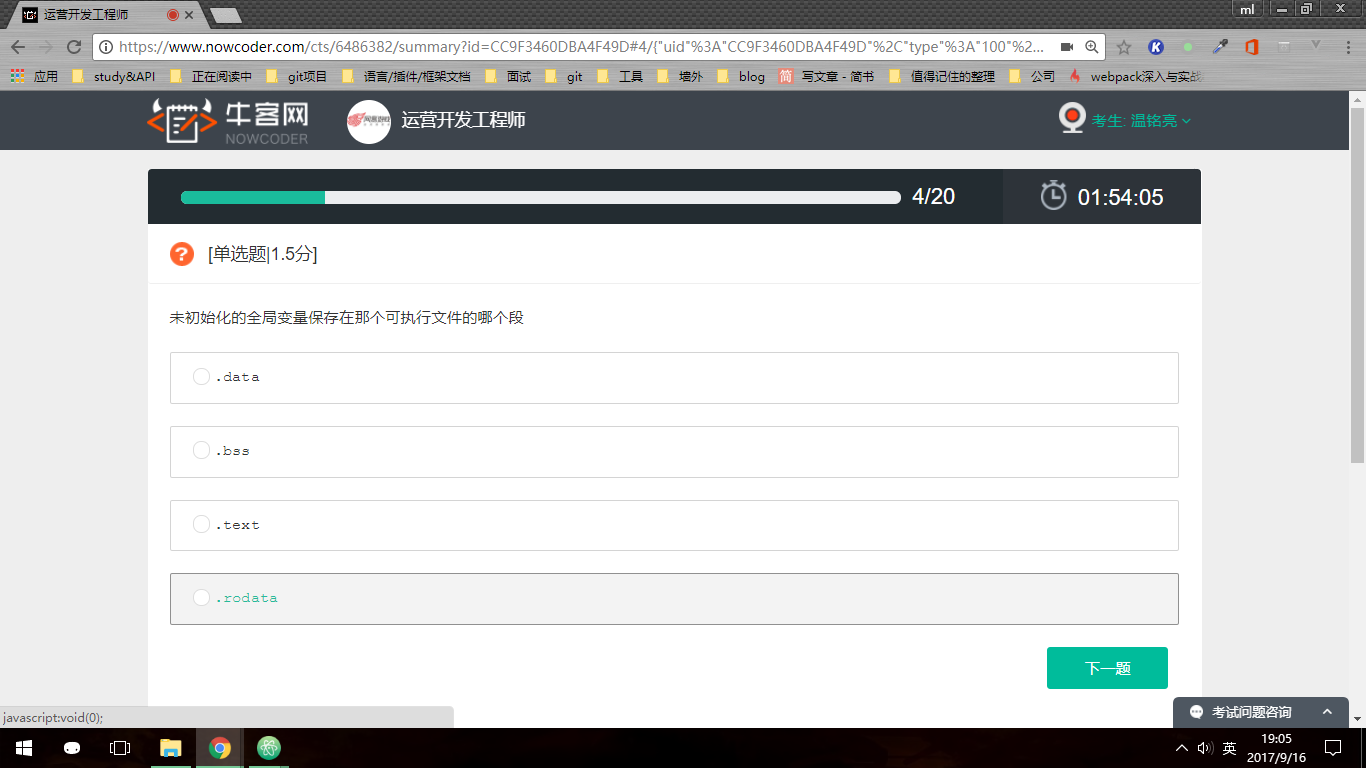 运营开发工程师
ml
https://www.nowcoder.com/cts/6486382/summary?id=CC9F3460DBA4F49D#4/{"uid"%3A"CC9F3460DBA4F49D"%2C"type"%3A"100"%2...
应用 study&API 正在阅读中 git项目 语言/插件/框架文档 面试 git 工具 墙外 blog 简 写文章 - 简书 值得记住的整理 公司 webpack深入与实战
牛客网
NOWCODER
运营开发工程师
考生: 温铭亮
4/20
01:54:05
? [单选题|1.5分]
未初始化的全局变量保存在那个可执行文件的哪个段
.data
.bss
.text
.rodata
下一题
javascript:void(0);
考试问题咨询
英
19:05
2017/9/16